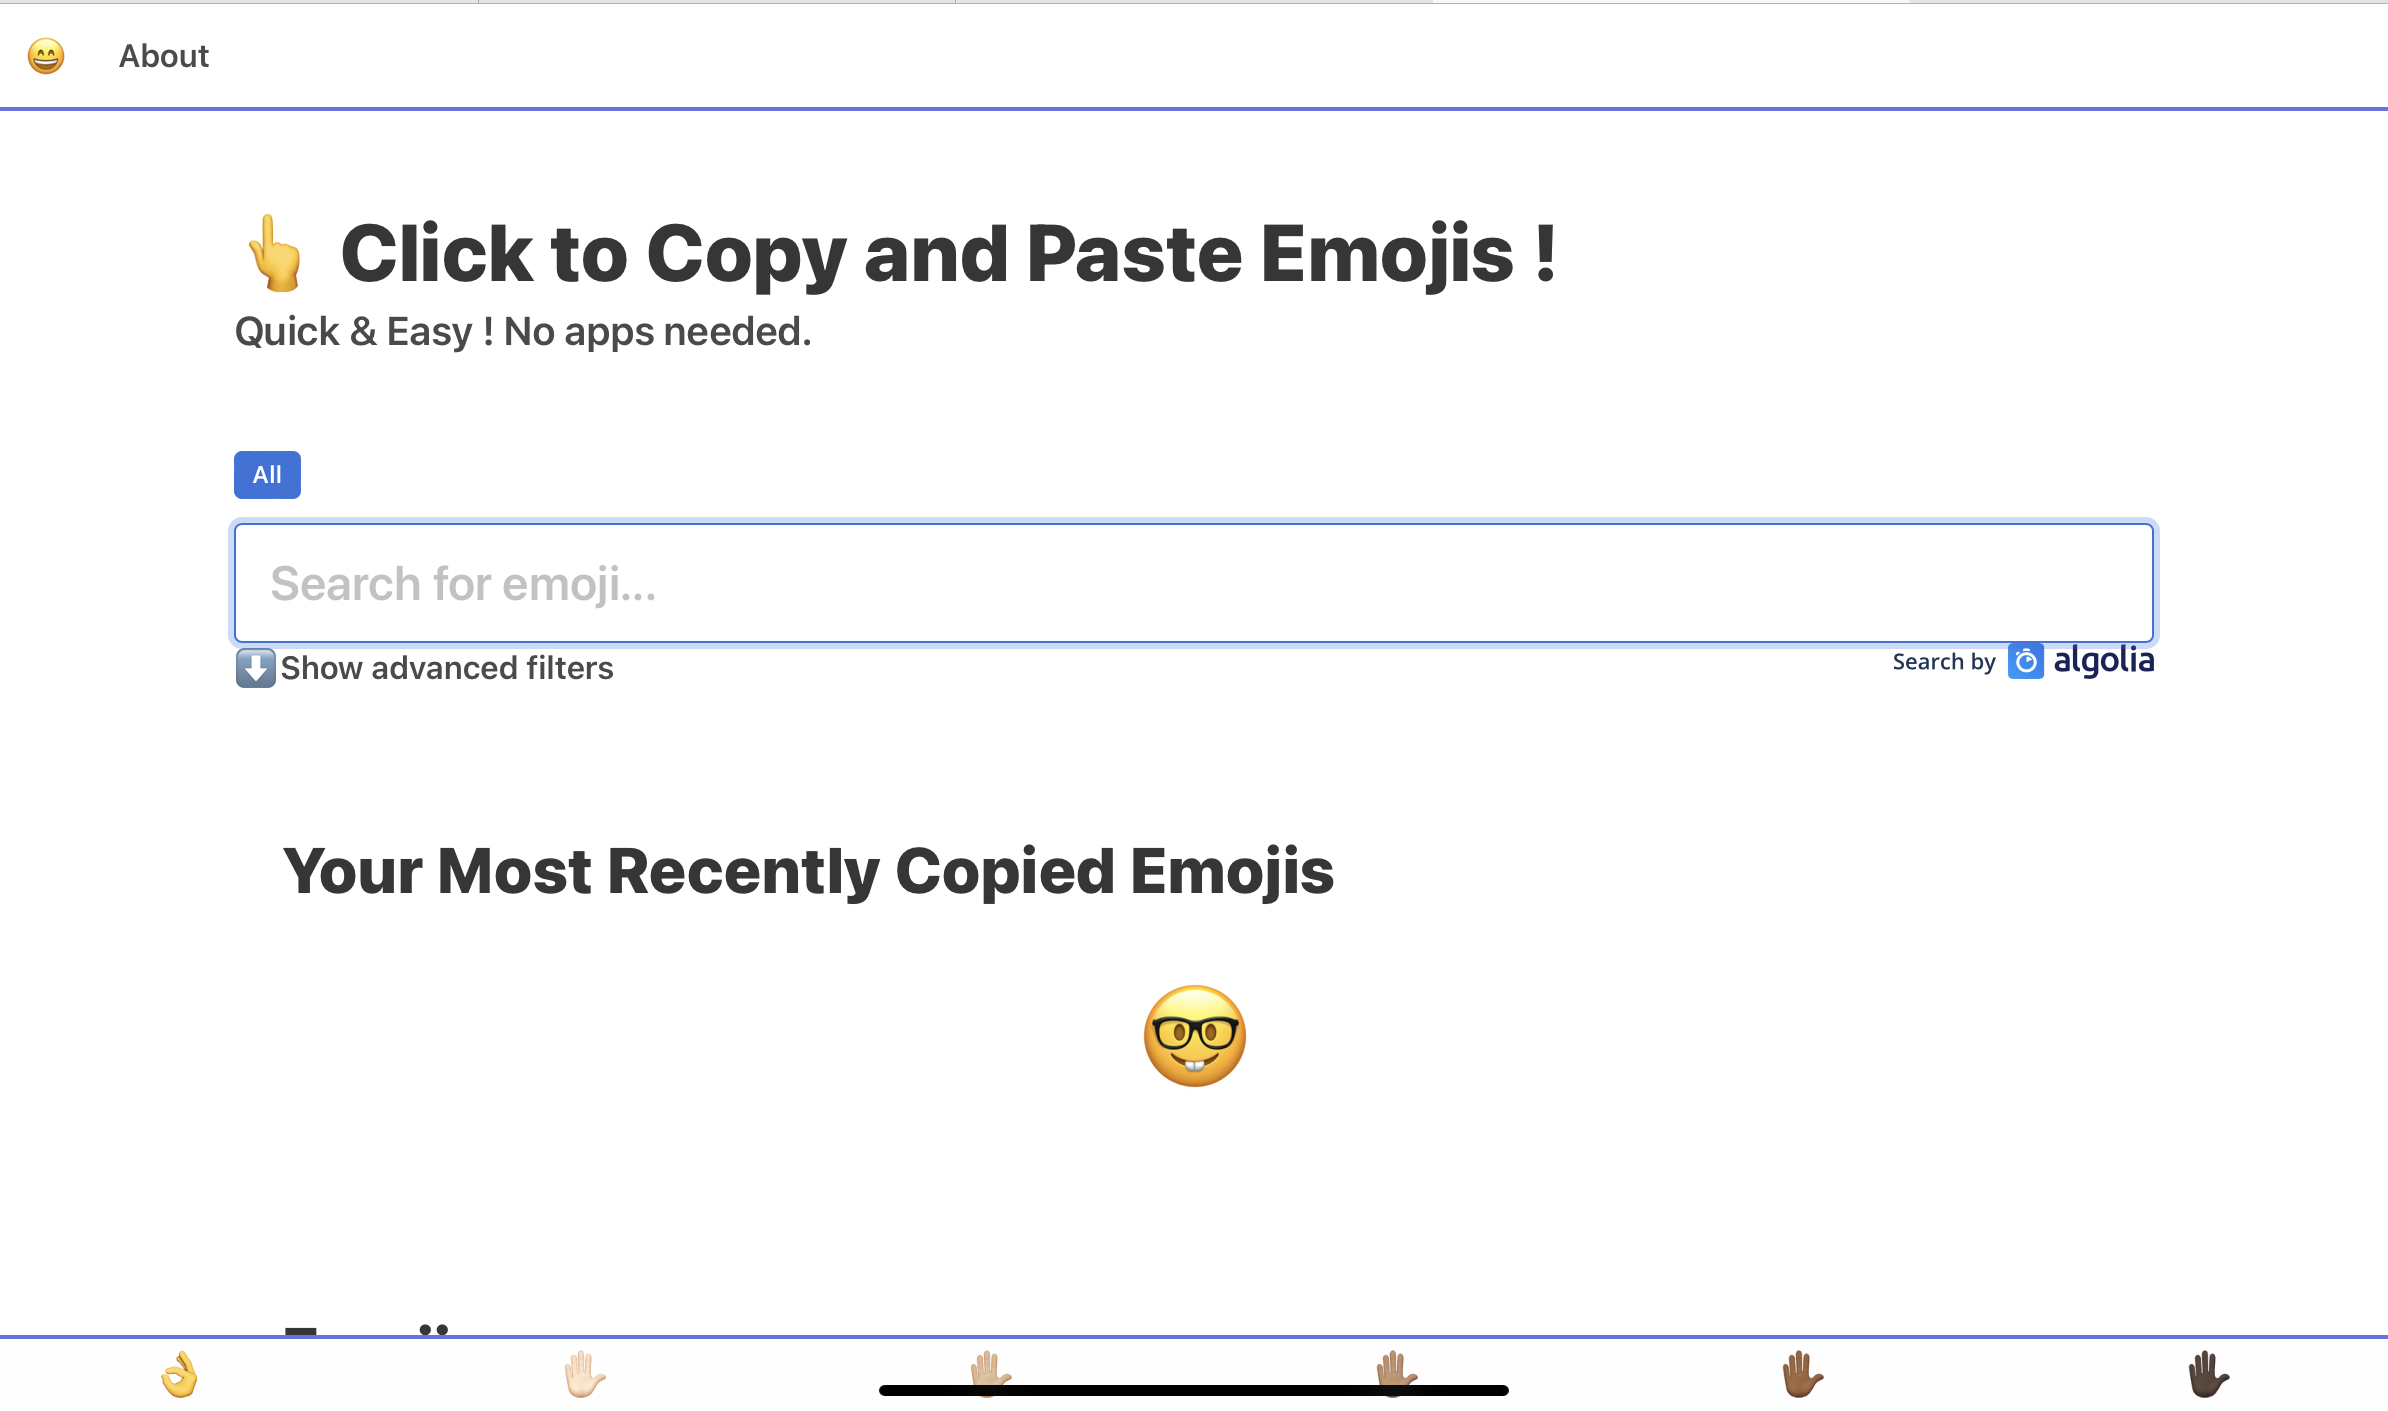 About
Click to Copy and Paste Emojis !
Quick & Easy ! No apps needed.
All
Search for emoji...
Show advanced filters
Search by algolia
Your Most Recently Copied Emojis